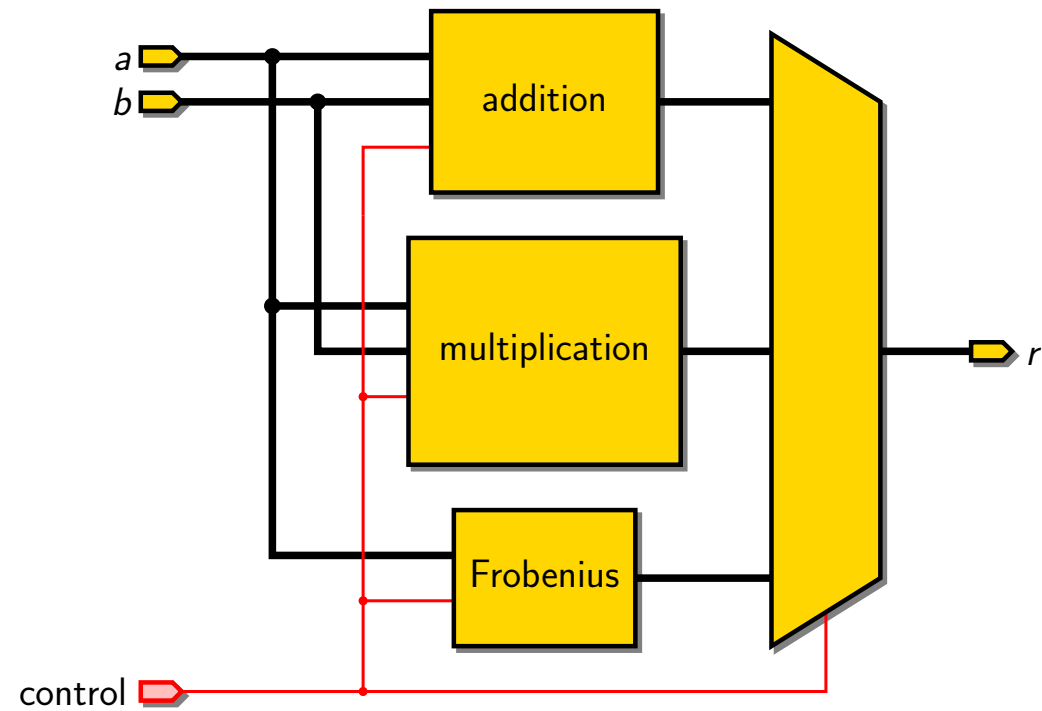 a
b
addition
multiplication
r
Frobenius
control